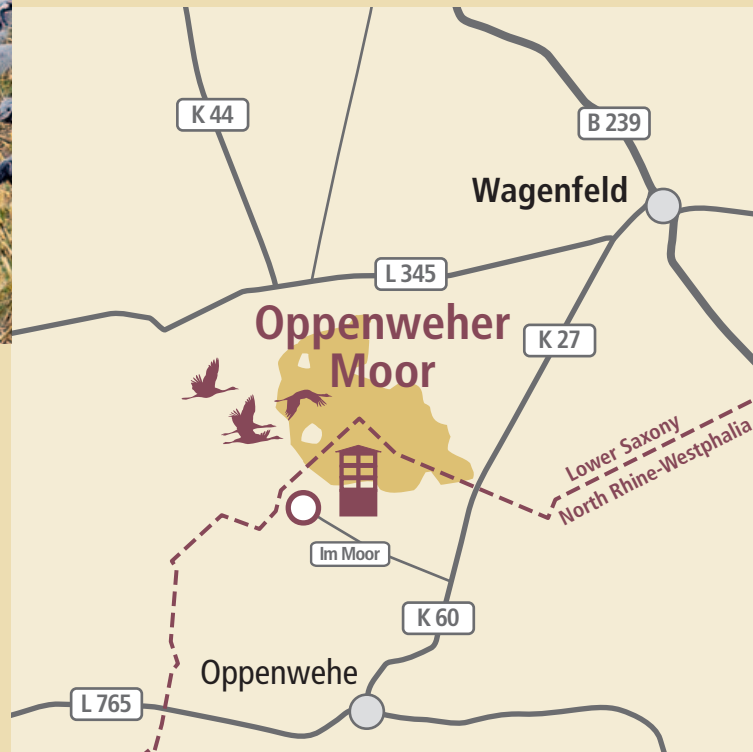 K 44
B 239
Wagenfeld
L 345
Oppenweher
Moor
K 27
Lower Saxony
North Rhine-Westphalia
Im Moor
K 60
Oppenwehe
L 765